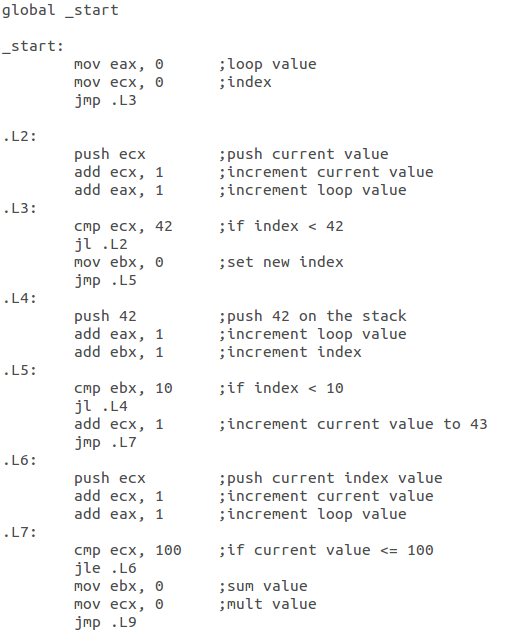 global _start
_start:
mov eax, 0 ;loop value
mov ecx, 0 ;index
jmp .L3
.L2:
push ecx ;push current value
add ecx, 1 ;increment current value
add eax, 1 ;increment loop value
.L3:
cmp ecx, 42 ;if index < 42
jl .L2
mov ebx, 0 ;set new index
jmp .L5
.L4:
push 42 ;push 42 on the stack
add eax, 1 ;increment loop value
add ebx, 1 ;increment index
.L5:
cmp ebx, 10 ;if index < 10
jl .L4
add ecx, 1 ;increment current value to 43
jmp .L7
.L6:
push ecx ;push current index value
add ecx, 1 ;increment current value
add eax, 1 ;increment loop value
.L7:
cmp ecx, 100 ;if current value <= 100
jle .L6
mov ebx, 0 ;sum value
mov ecx, 0 ;mult value
jmp .L9